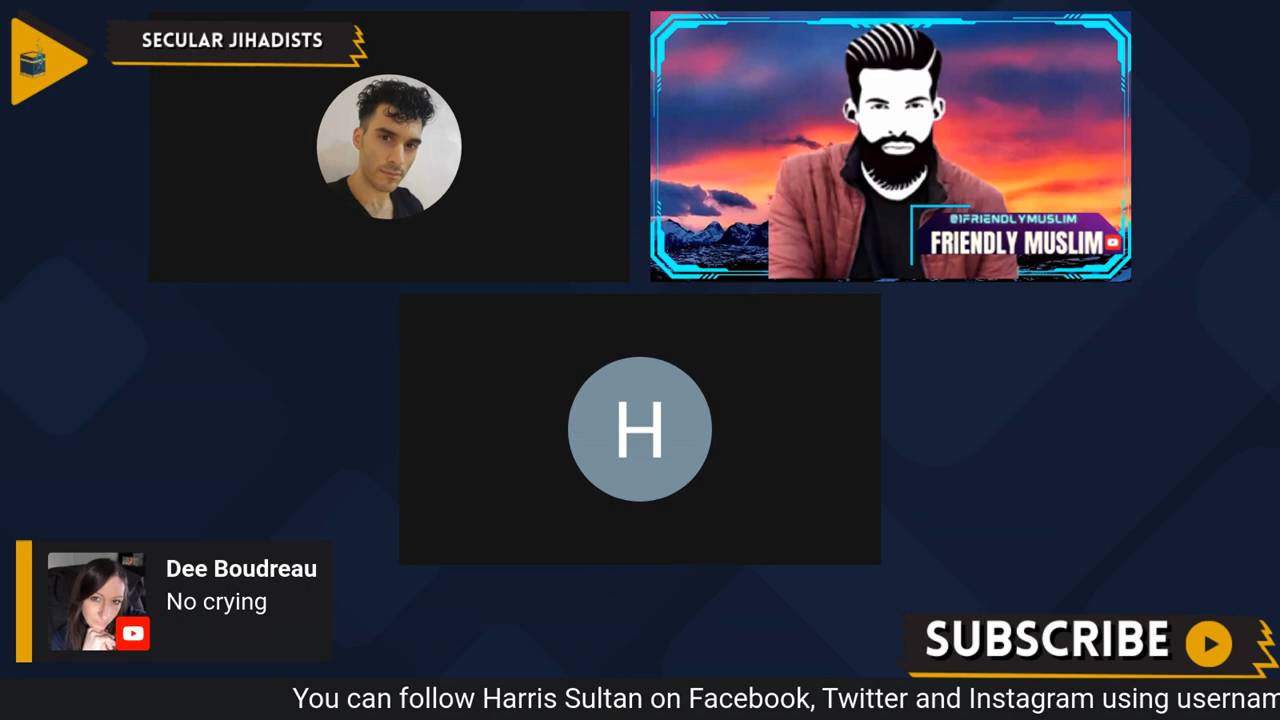 SECULAR JIHADISTS
@1FRIENDLYMUSLIM
FRIENDLY MUSLIM
H
Dee Boudreau
No crying
SUBSCRIBE
You can follow Harris Sultan on Facebook, Twitter and Instagram using usernam